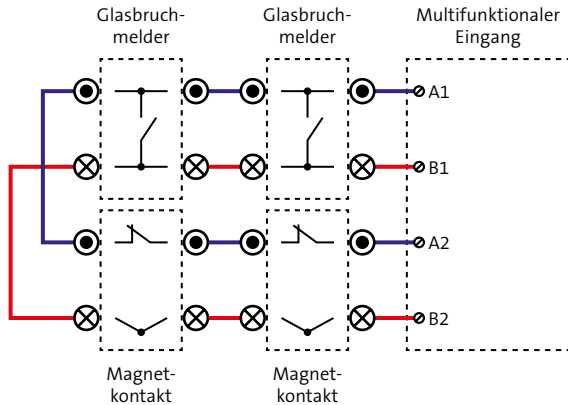 Glasbruch-
melder
Glasbruch-
melder
Multifunktionaler
Eingang
A1
B1
A2
B2
Magnet-
kontakt
Magnet-
kontakt